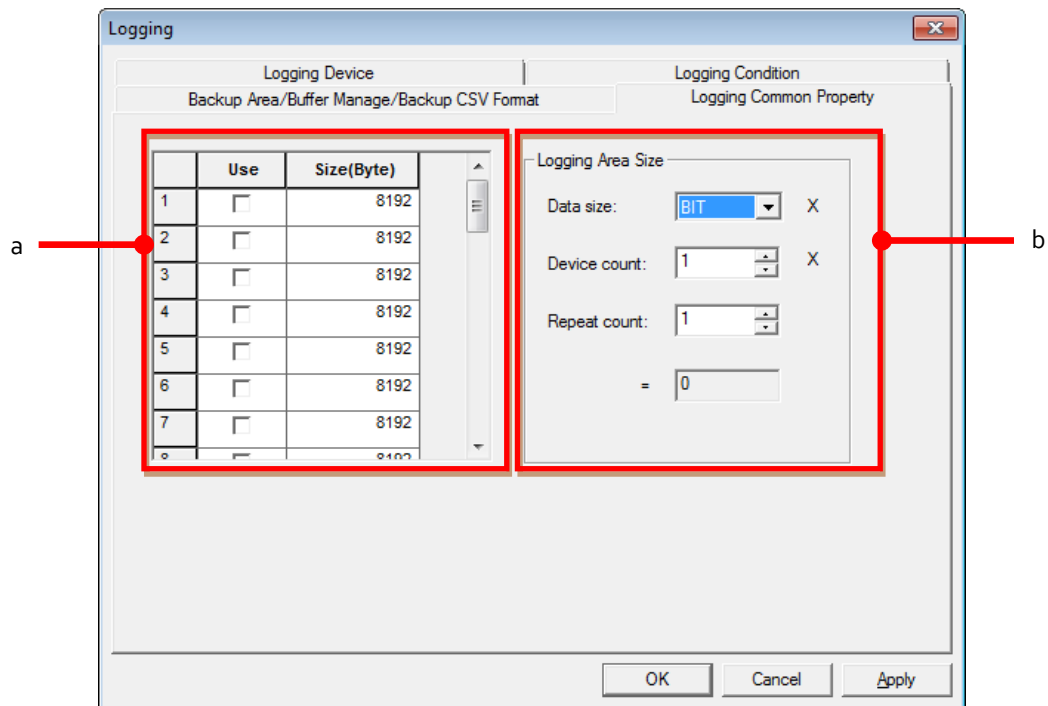 Logging
Logging Device Logging Condition
Backup Area/Buffer Manage/Backup CSV Format Logging Common Property
Use Size(Byte)
1 8192
2 8192
3 8192
4 8192
5 8192
6 8192
7 8192
8 8192
a
Logging Area Size
Data size: BIT X
Device count: 1 X
Repeat count: 1
= 0
b
OK Cancel Apply